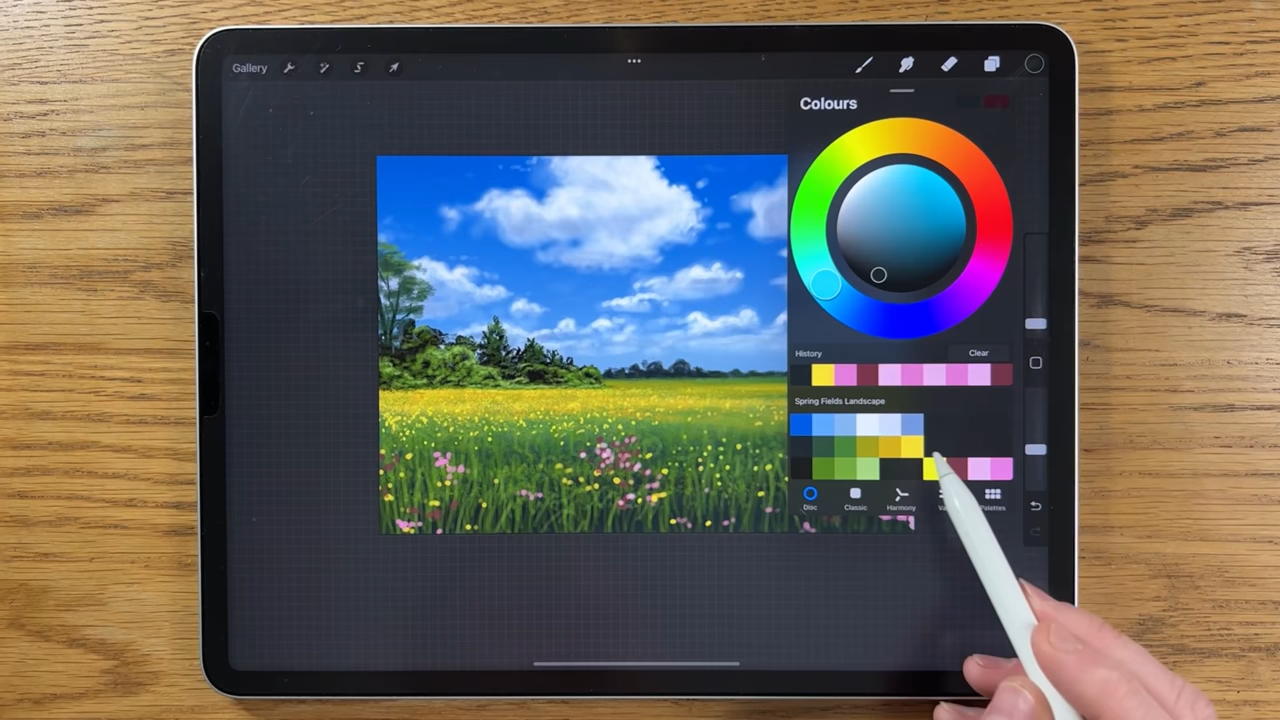 Gallery
Colours
History Clear
Spring Fields Landscape
Disc Classic Harmony Palettes